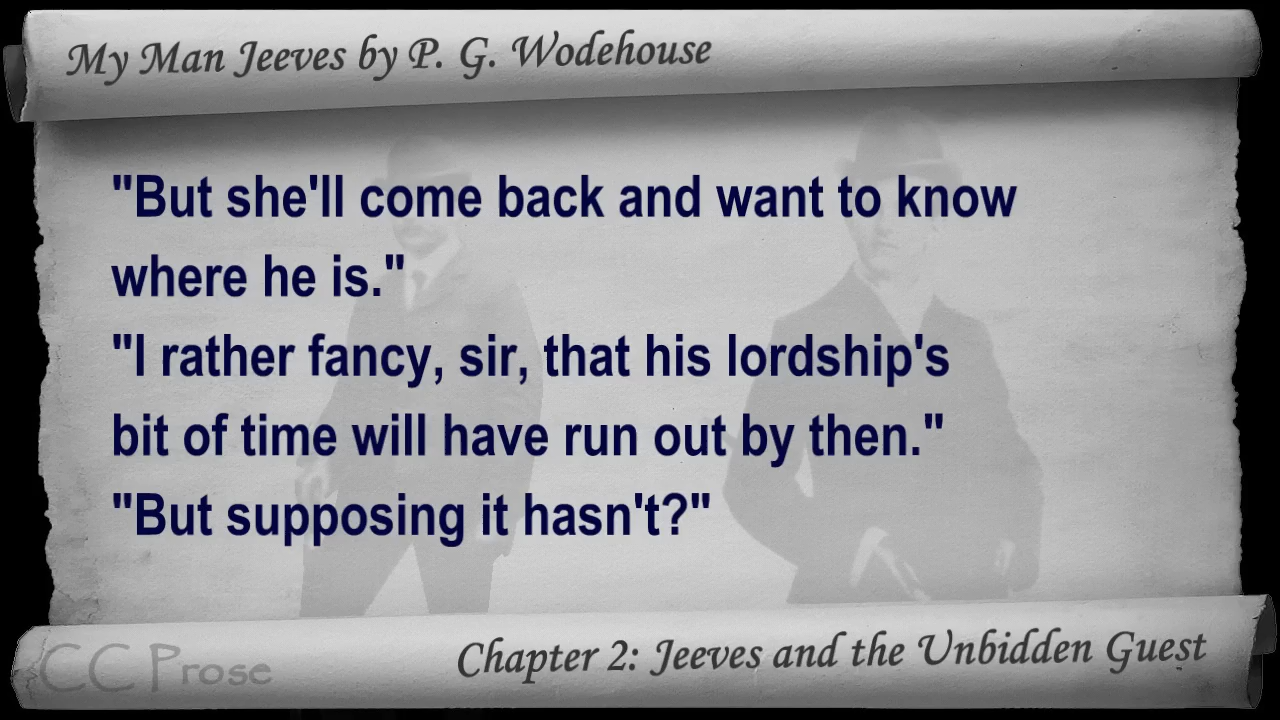 My Man Jeeves by P. G. Wodehouse
"But she'll come back and want to know
where he is."
"I rather fancy, sir, that his lordship's
bit of time will have run out by then."
"But supposing it hasn't?"
CC Prose
Chapter 2: Jeeves and the Unbidden Guest